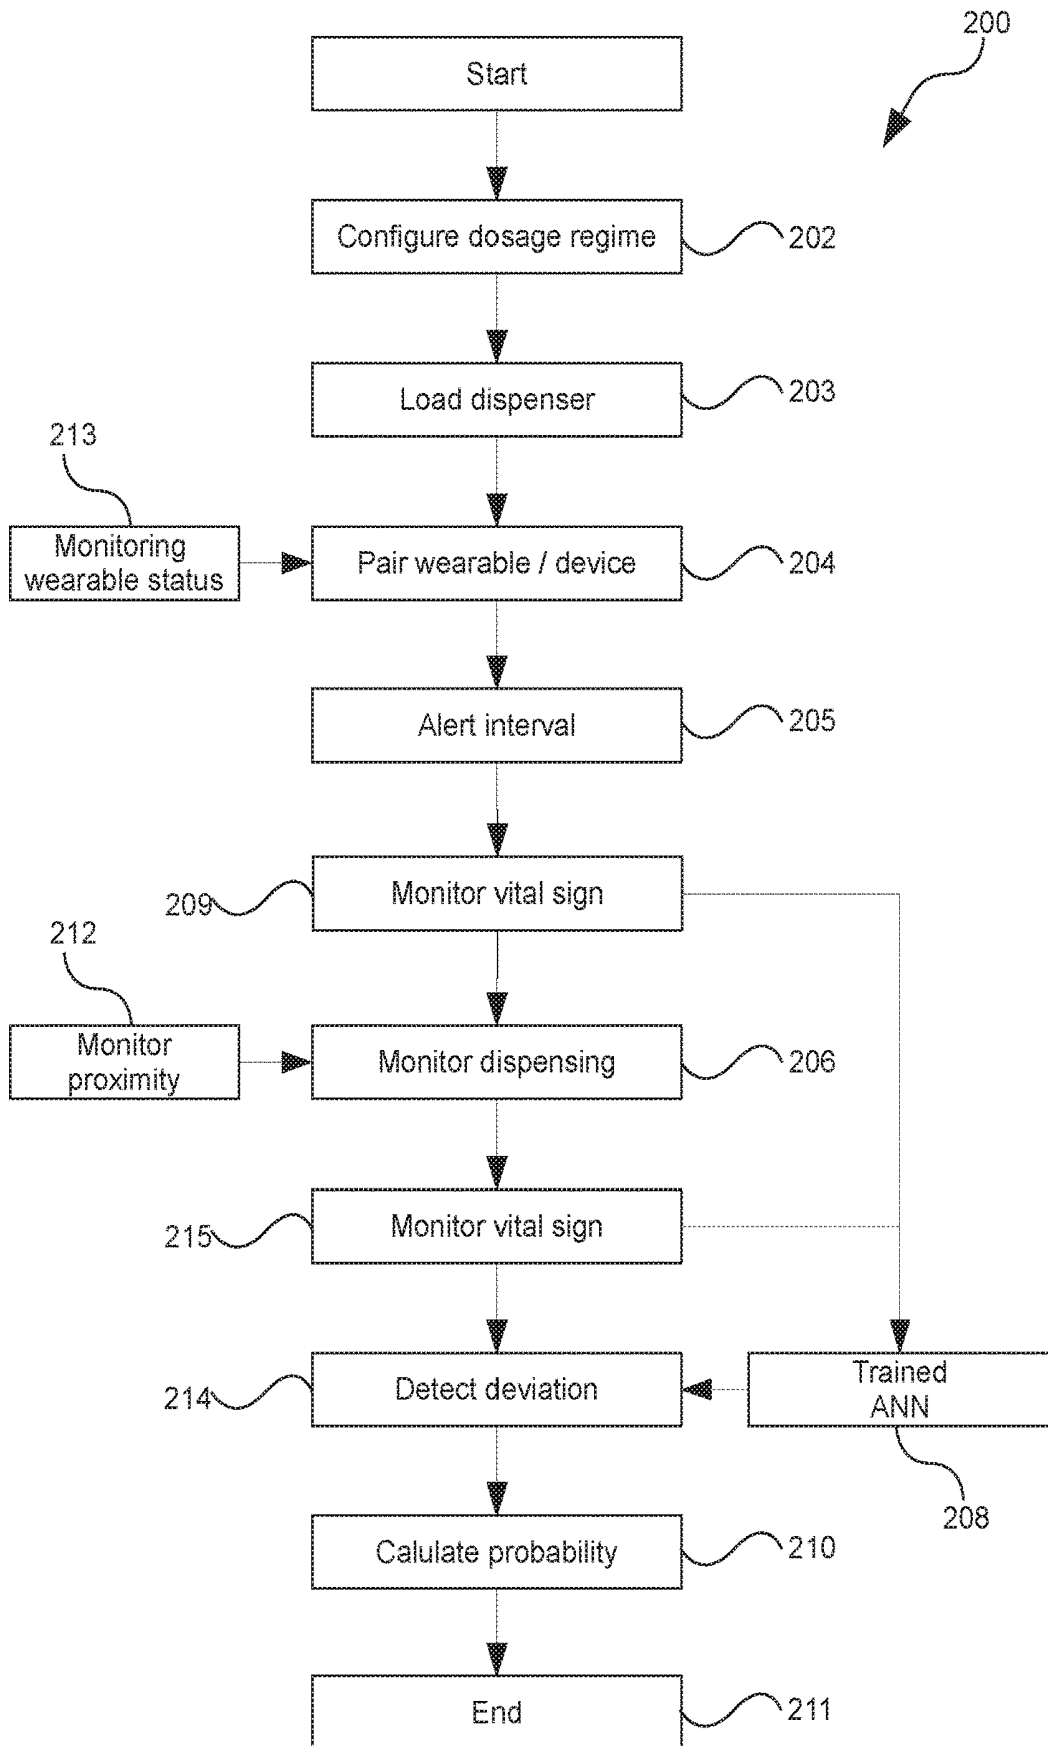 200
Start
Configure dosage regime
202
Load dispenser
203
213
Monitoring
wearable status
Pair wearable / device
204
Alert interval
205
Monitor vital sign
209
212
Monitor
proximity
Monitor dispensing
206
Monitor vital sign
215
Detect deviation
214
Trained
ANN
208
Calulate probability
210
End
211